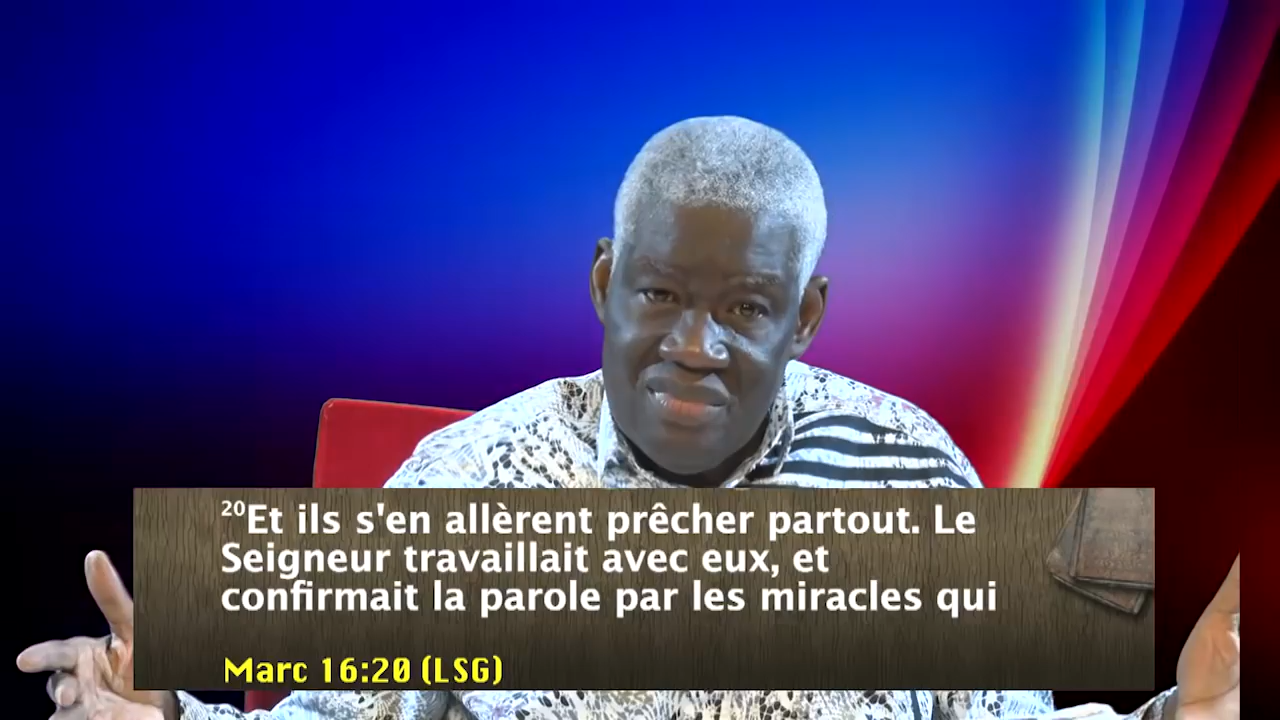 ²⁰Et ils s'en allèrent prêcher partout. Le
Seigneur travaillait avec eux, et
confirmait la parole par les miracles qui
Marc 16:20 (LSG)